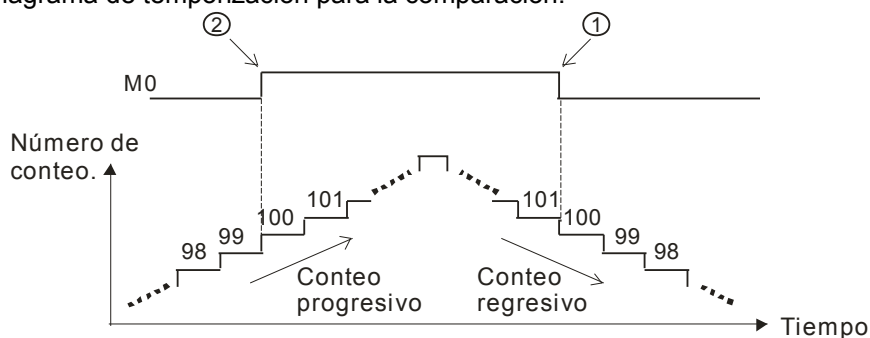 diagrama de temporización para la comparación.
② ①
M0
Número de
conteo.
101 101
100 100
99 99
98 98
Conteo Conteo
progresivo regresivo
Tiempo